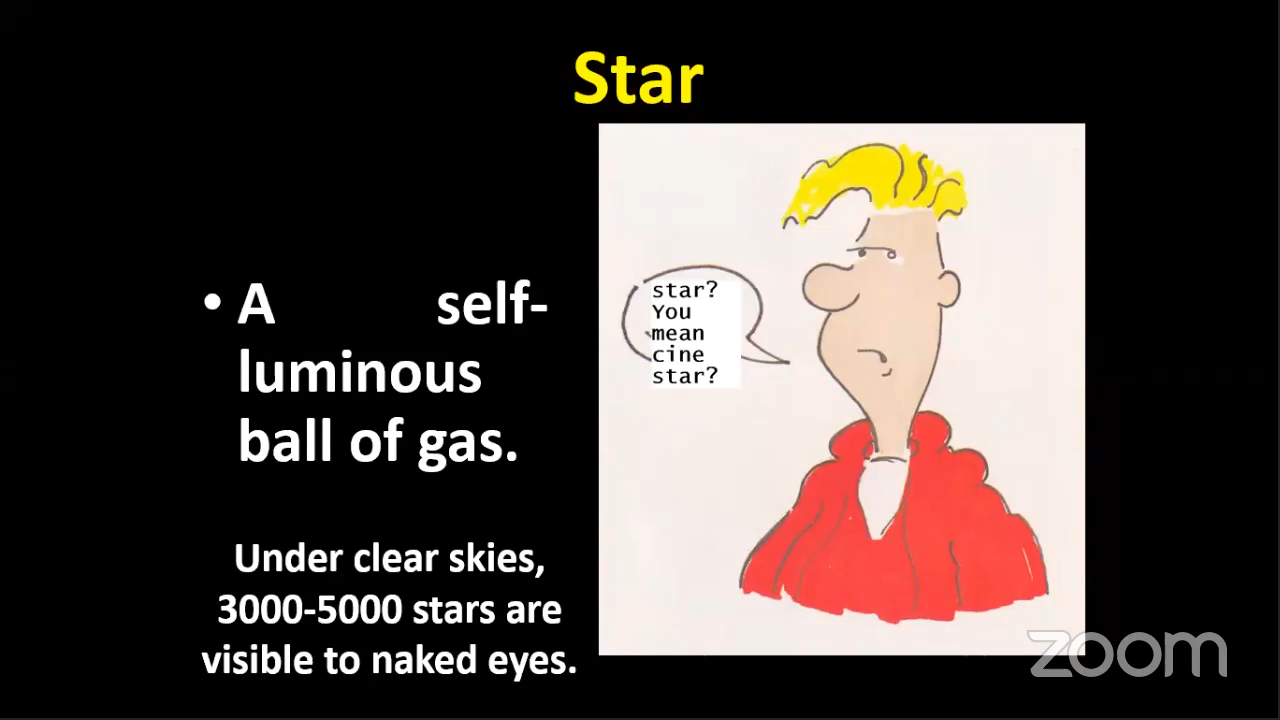 Star
• A self-
luminous
ball of gas.
Under clear skies,
3000-5000 stars are
visible to naked eyes.
star?
You
mean
cine
star?
zoom